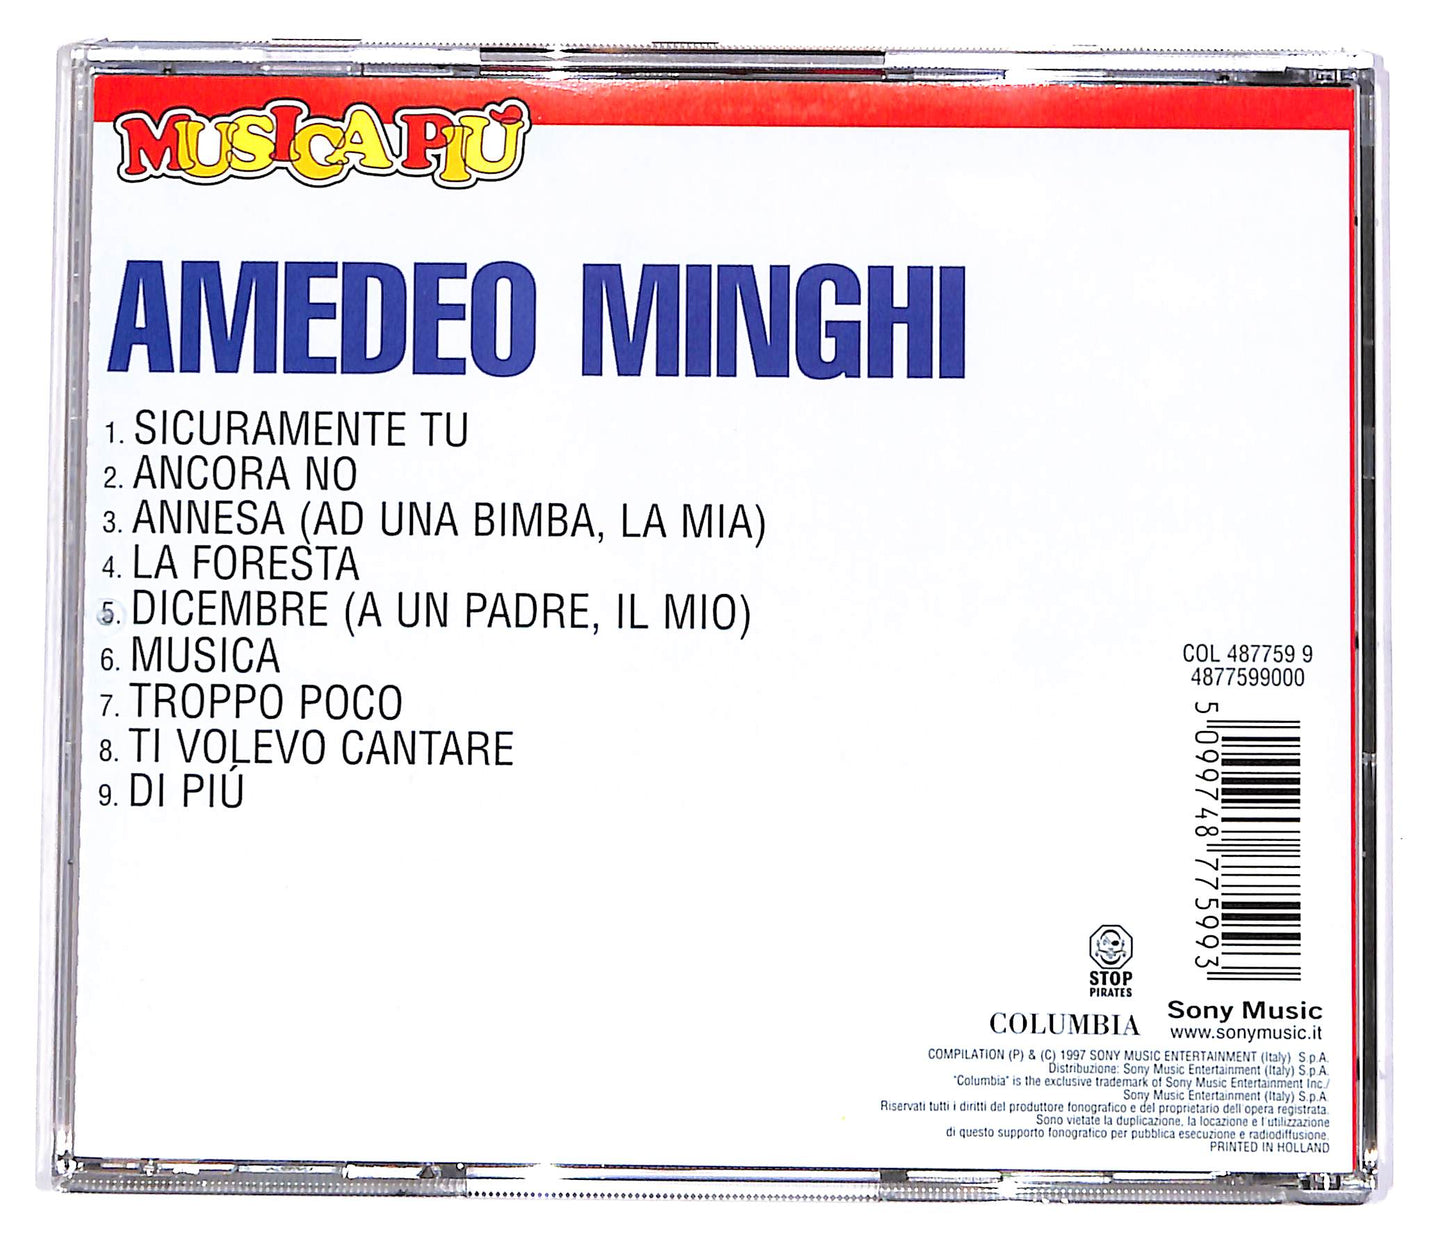 MUSICA PIÚ
AMEDEO MINGHI
1. SICURAMENTE TU
2. ANCORA NO
3. ANNESA (AD UNA BIMBA, LA MIA)
4. LA FORESTA
5. DICEMBRE (A UN PADRE, IL MIO)
6. MUSICA
7. TROPPO POCO
8. TI VOLEVO CANTARE
9. DI PIÚ
COL 487759 9
4877599000
5 099748 775993
STOP
PIRATES
COLUMBIA
Sony Music
www.sonymusic.it
COMPILATION (P) & (C) 1997 SONY MUSIC ENTERTAINMENT (Italy) S.p.A.
Distribuzione: Sony Music Entertainment (Italy) S.p.A.
"Columbia" is the exclusive trademark of Sony Music Entertainment Inc./
Sony Music Entertainment (Italy) S.p.A.
Riservati tutti i diritti del produttore fonografico e del proprietario dell'opera registrata.
Sono vietate la duplicazione, la locazione e l'utilizzazione
di questo supporto fonografico per pubblica esecuzione e radiodiffusione.
PRINTED IN HOLLAND